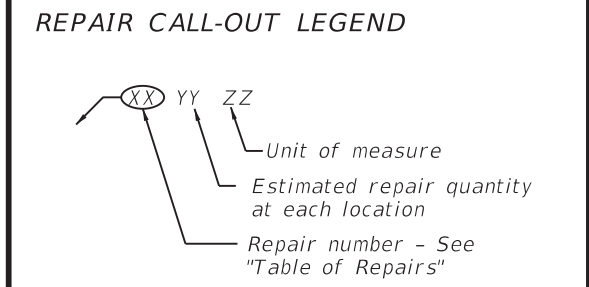 REPAIR CALL-OUT LEGEND
XX YY ZZ
Unit of measure
Estimated repair quantity
at each location
Repair number – See
"Table of Repairs"